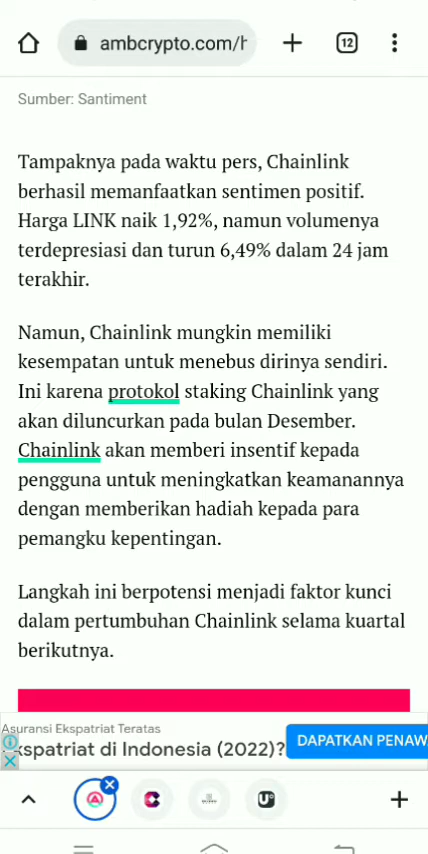 ambcrypto.com/h
12
Sumber: Santiment
Tampaknya pada waktu pers, Chainlink
berhasil memanfaatkan sentimen positif.
Harga LINK naik 1,92%, namun volumenya
terdepresiasi dan turun 6,49% dalam 24 jam
terakhir.
Namun, Chainlink mungkin memiliki
kesempatan untuk menebus dirinya sendiri.
Ini karena protokol staking Chainlink yang
akan diluncurkan pada bulan Desember.
Chainlink akan memberi insentif kepada
pengguna untuk meningkatkan keamanannya
dengan memberikan hadiah kepada para
pemangku kepentingan.
Langkah ini berpotensi menjadi faktor kunci
dalam pertumbuhan Chainlink selama kuartal
berikutnya.
Asuransi Ekspatriat Teratas
kspatriat di Indonesia (2022)?
DAPATKAN PENAW